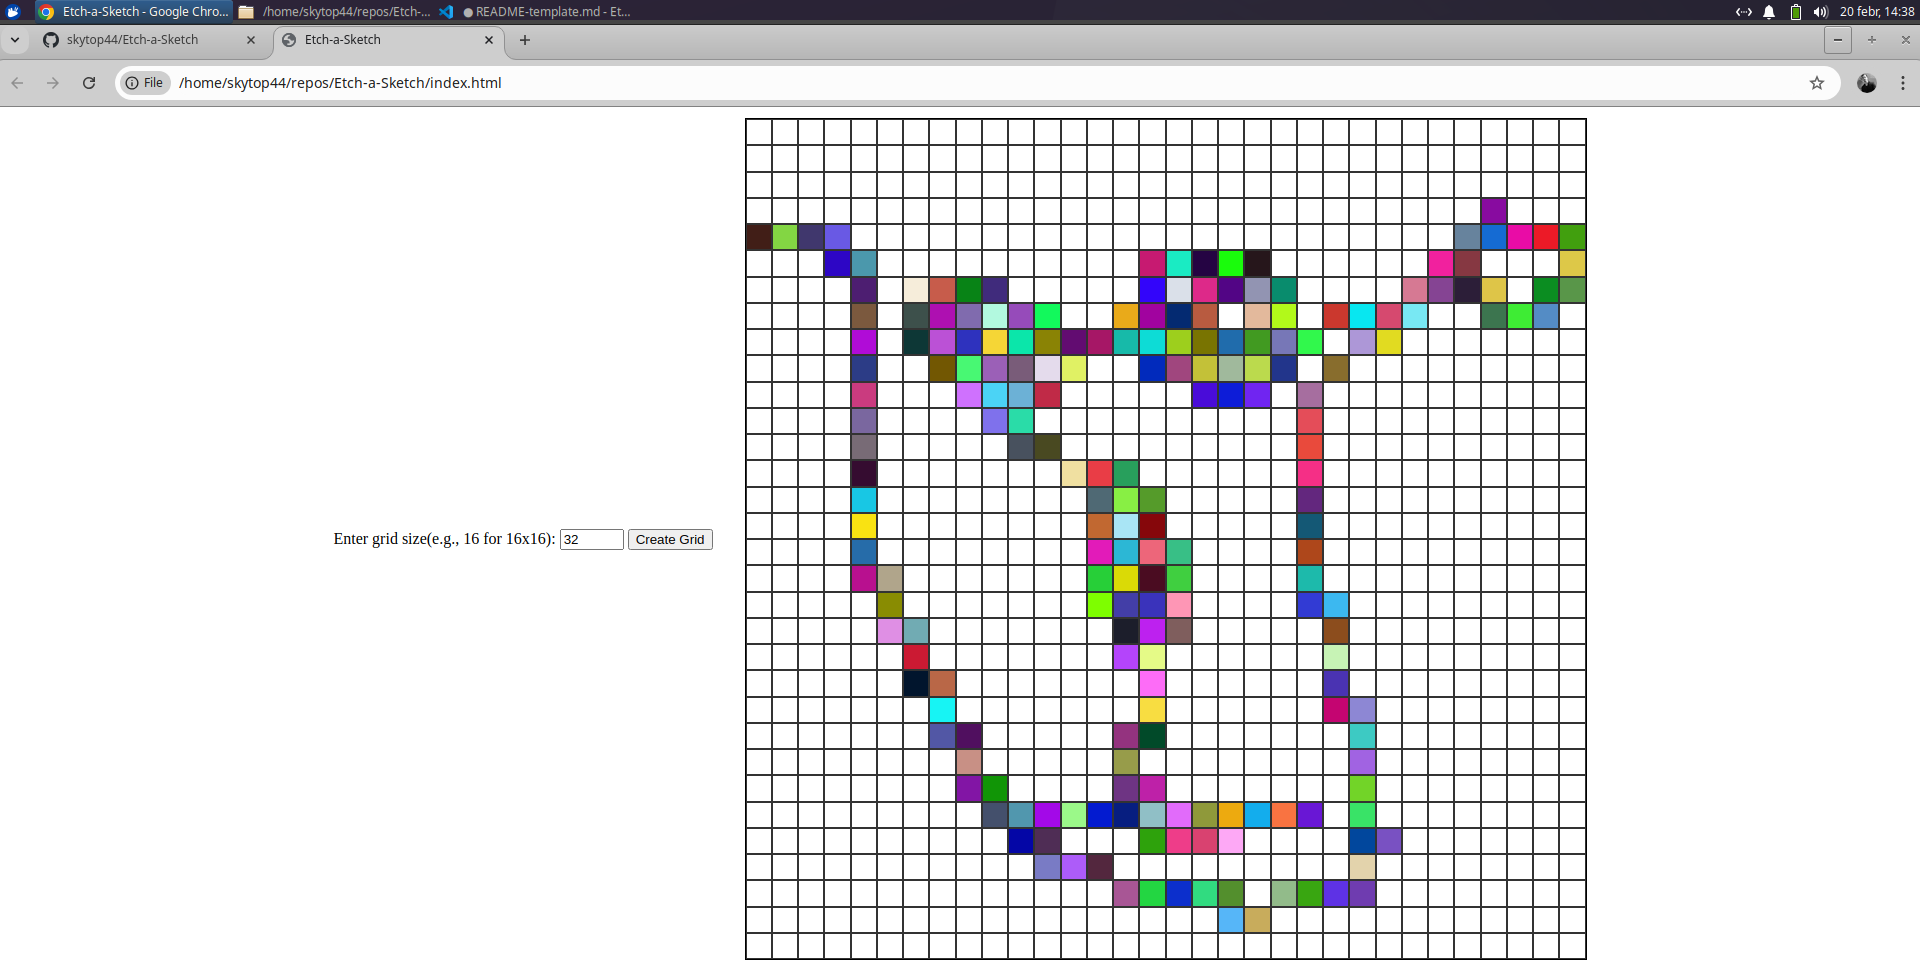 Etch-a-Sketch - Google Chro... /home/skytop44/repos/Etch-... README-template.md - Et... 20 febr, 14:38
skytop44/Etch-a-Sketch Etch-a-Sketch
File /home/skytop44/repos/Etch-a-Sketch/index.html
Enter grid size(e.g., 16 for 16x16): 32 Create Grid